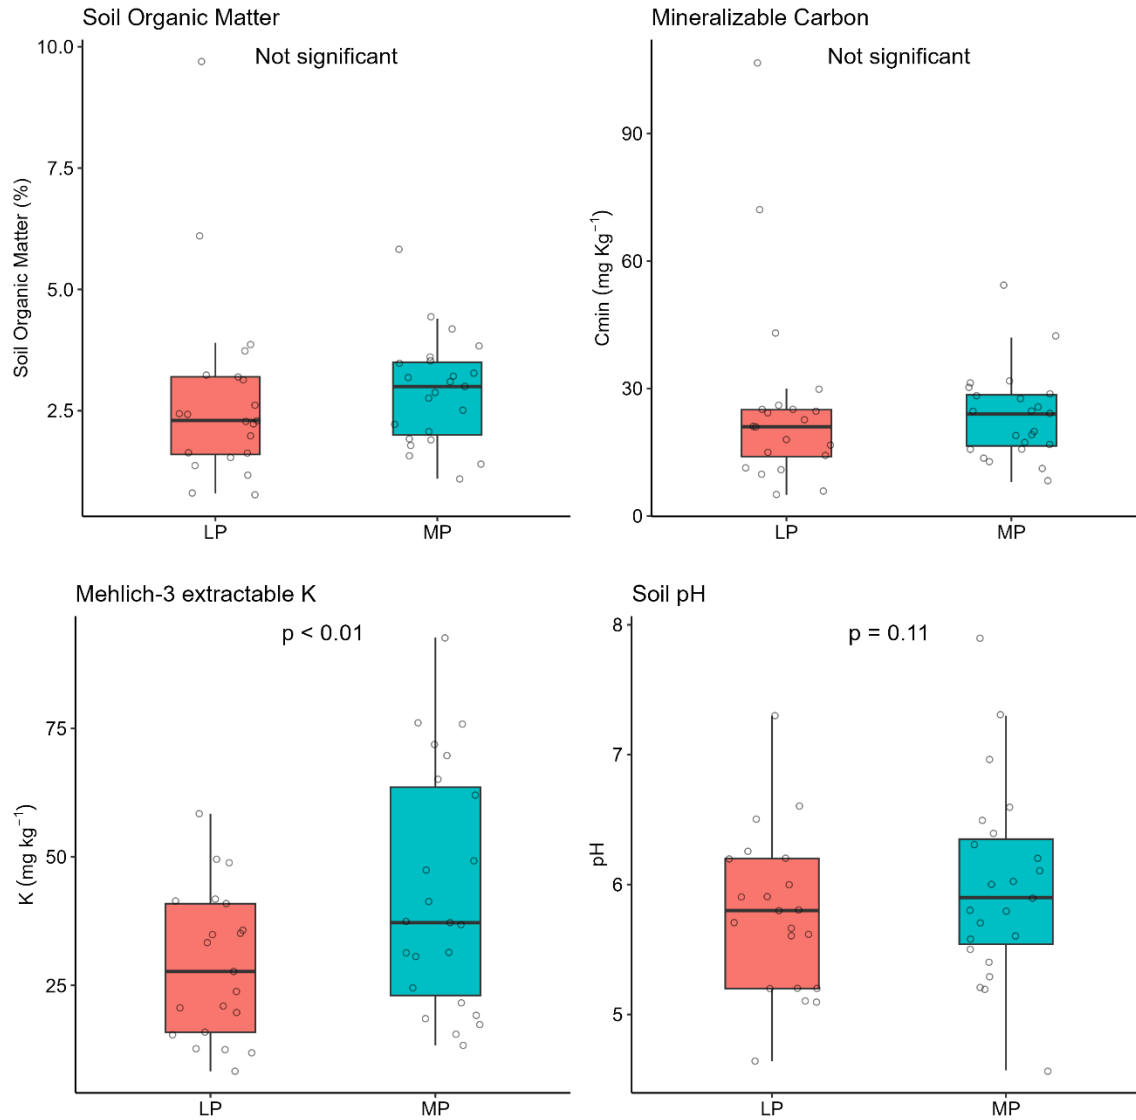 Soil Organic Matter
Not significant
Soil Organic Matter (%)
10.0
7.5
5.0
2.5
LP
MP
Mineralizable Carbon
Not significant
Cmin (mg Kg⁻¹)
90
60
30
0
LP
MP
Mehlich-3 extractable K
p < 0.01
K (mg kg⁻¹)
75
50
25
LP
MP
Soil pH
p = 0.11
pH
8
7
6
5
LP
MP